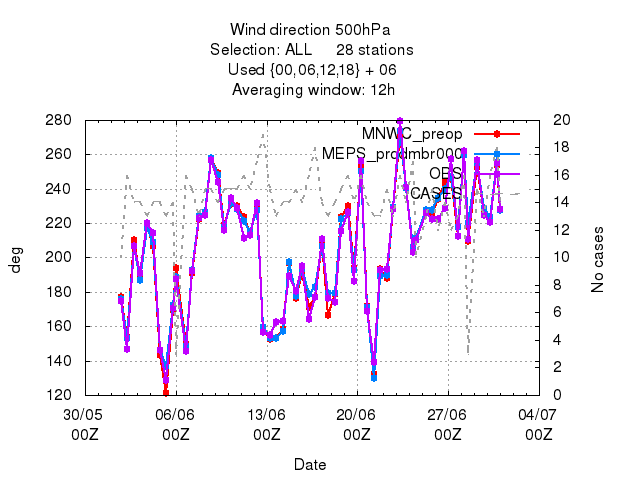 Wind direction 500hPa
Selection: ALL 28 stations
Used {00,06,12,18} + 06
Averaging window: 12h
280 20
MNWC_preop
18
260
MEPS_prodmbr000
16
240
OBS
14
CASES
220
12
200 10
deg
No cases
180
8
160
6
4
140
2
120 0
30/05 06/06 13/06 20/06 27/06 04/07
00Z 00Z 00Z 00Z 00Z 00Z
Date